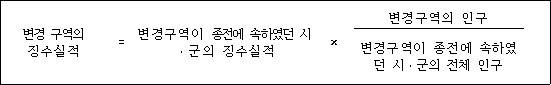 변경 구역의
징수실적
=
변경구역이 종전에 속하였던 시
·군의 징수실적
×
변경구역의 인구
변경구역이 종전에 속하였
던 시·군의 전체 인구